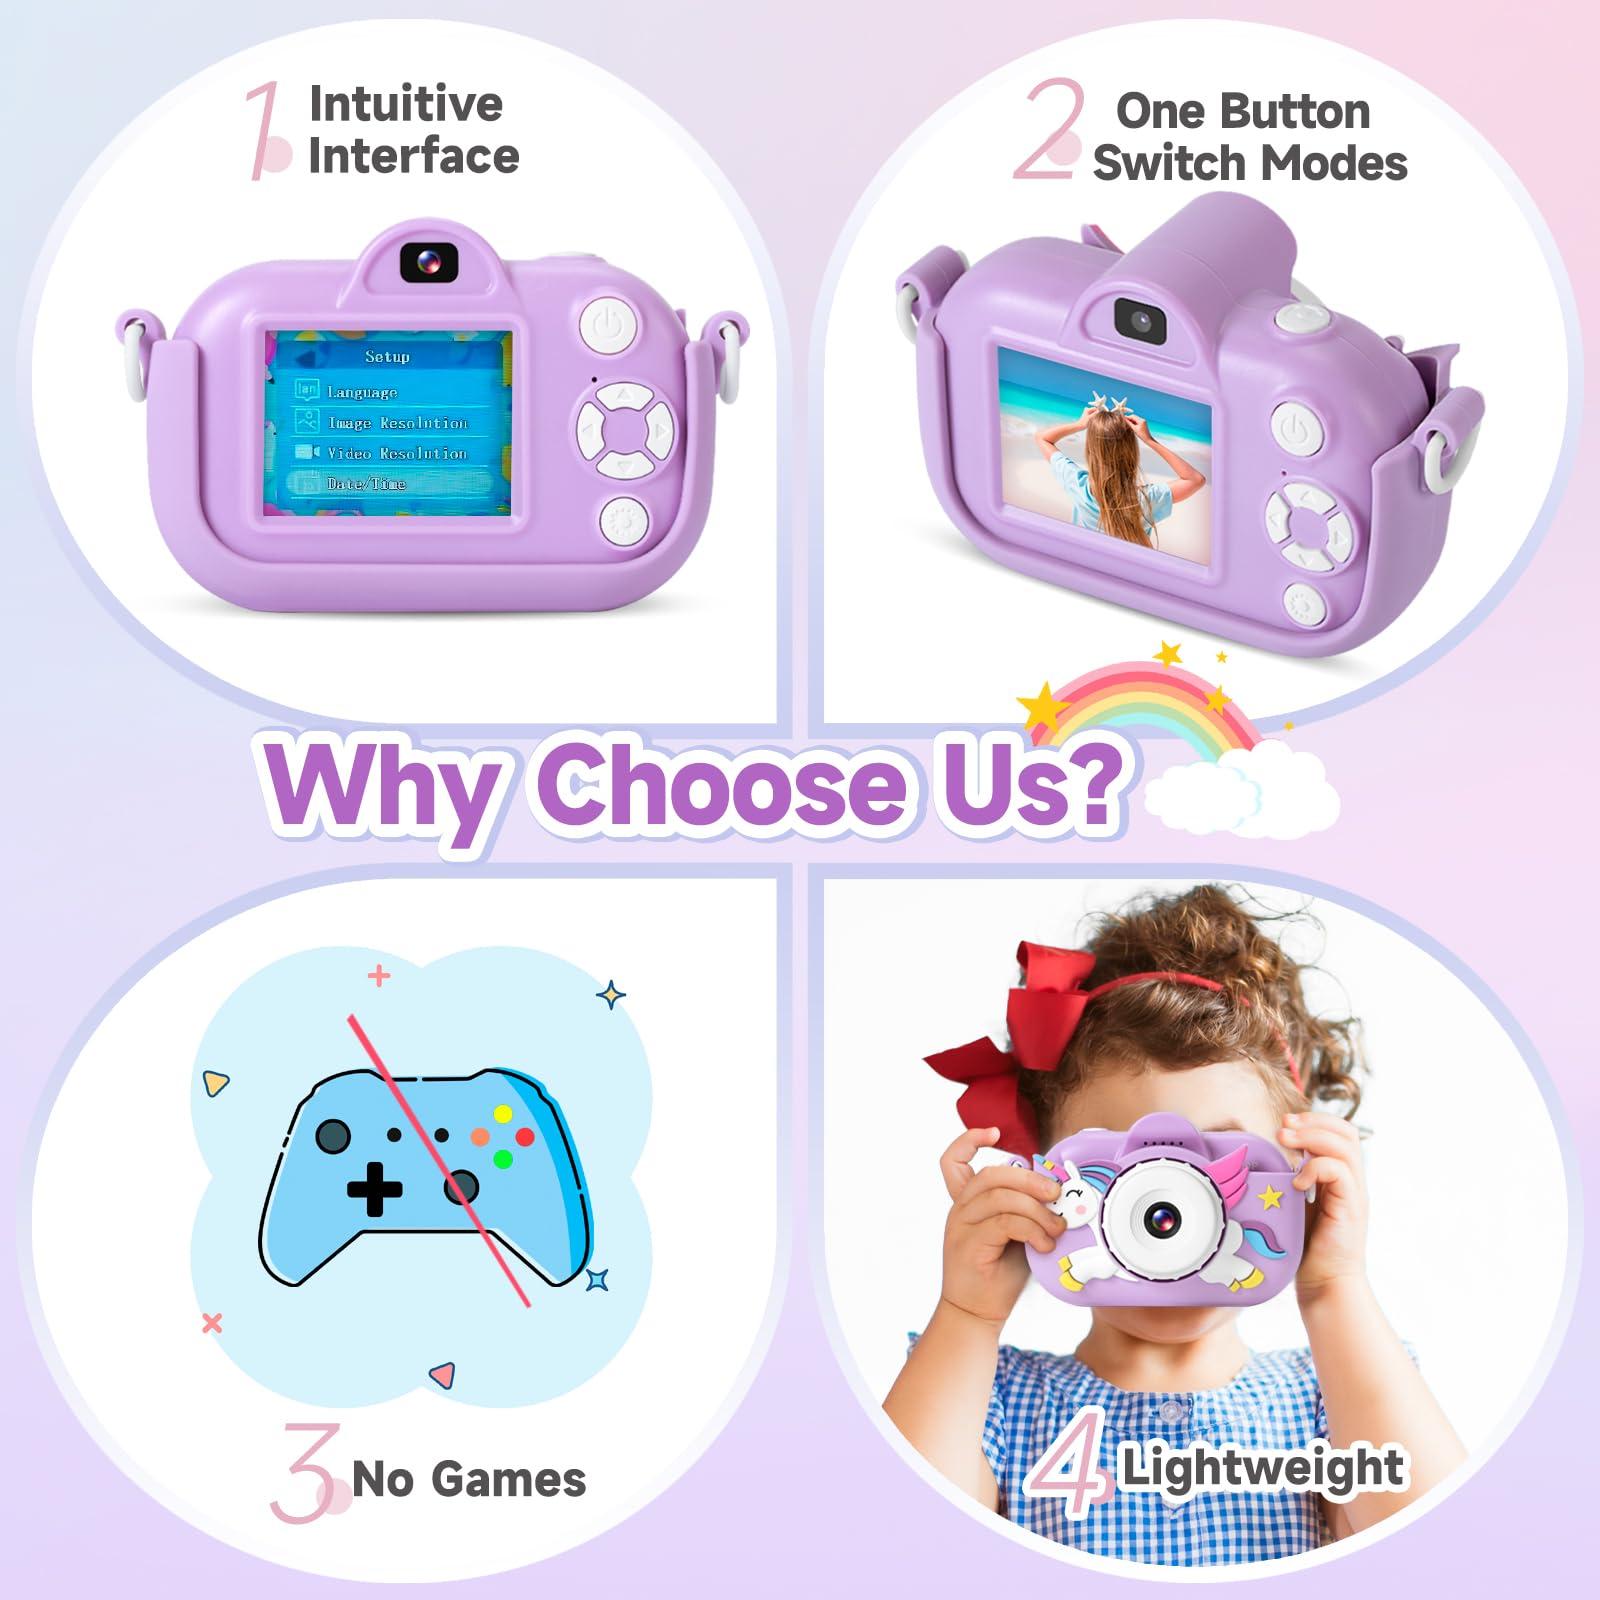 1 Intuitive
Interface
2 One Button
Switch Modes
Setup
lan Language
Image Resolution
Video Resolution
Date/Time
Why Choose Us?
3 No Games
4 Lightweight